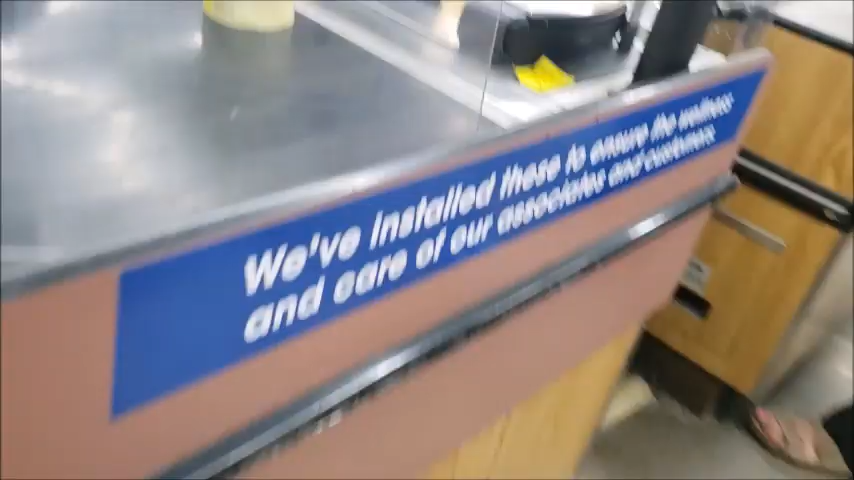 We've installed these to ensure the wellness
and care of our associates and customers